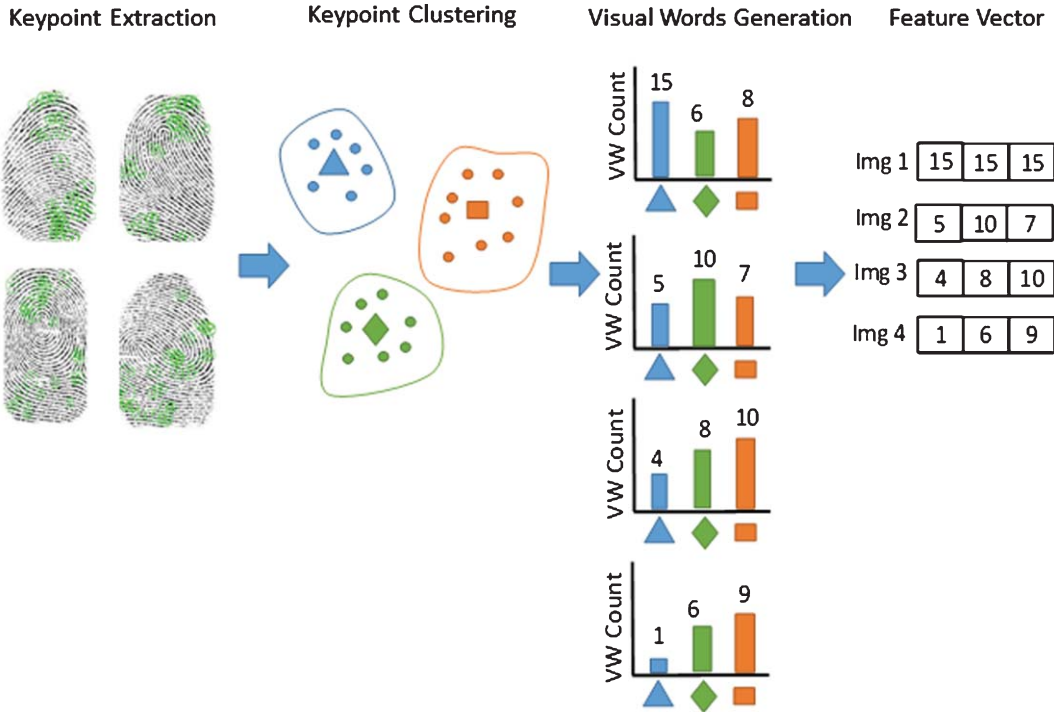 Keypoint Extraction
Keypoint Clustering
Visual Words Generation
Feature Vector
VW Count
15
6
8
VW Count
5
10
7
VW Count
4
8
10
VW Count
1
6
9
Img 1 15 15 15
Img 2 5 10 7
Img 3 4 8 10
Img 4 1 6 9